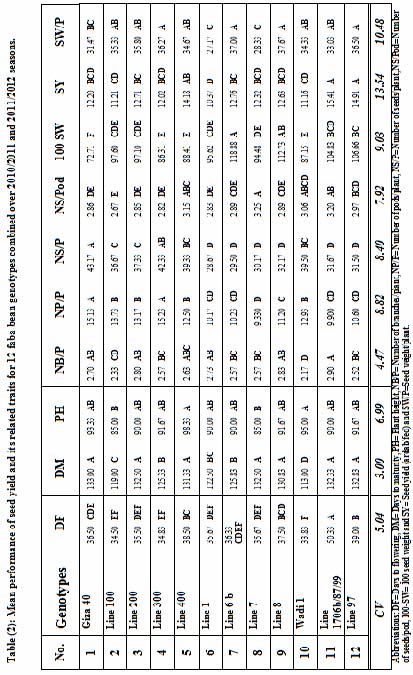 Table (2): Mean performance of seed yield and its related traits for 12 faba bean genotypes combined over 2010/2011 and 2011/2012 seasons.
No. Genotypes DF DMI PH NB/P NP/P NS/P NS/Pod 100 SW SY SW/P
1 Giza 40 36.50 CDE 133.00 A 93.33 AB 2.70 AB 15.13 A 43.17 A 2.86 DE 72.71 F 12.20 BCD 31.47 BC
2 Line 100 34.50 EF 119.00 C 85.00 B 2.33 CD 13.73 B 36.67 C 2.67 E 97.60 CDE 11.21 CD 35.33 AB
3 Line 200 35.50 DEF 132.50 A 90.00 AB 2.80 AB 13.17 B 37.33 C 2.85 DE 97.10 CDE 12.71 BC 35.80 AB
4 Line 300 34.83 EF 125.33 B 91.67 AB 2.57 BC 15.23 A 42.33 AB 2.82 DE 86.31 E 12.02 BCD 36.21 A
5 Line 400 38.50 BC 131.33 A 98.33 A 2.63 ABC 12.50 B 39.33 BC 3.15 ABC 88.41 E 14.18 AB 34.67 AB
6 Line 1 35.67 DEF 122.50 BC 90.00 AB 2.73 AB 10.17 CD 28.67 D 2.83 DE 95.62 CDE 10.57 D 27.17 C
7 Line 6 b 36.33 CDEF 125.83 B 90.00 AB 2.57 BC 10.23 CD 29.50 D 2.89 CDE 118.88 A 12.76 BC 37.00 A
8 Line 7 35.67 DEF 132.50 A 85.00 B 2.57 BC 9.330 D 30.17 D 3.25 A 94.48 DE 12.32 BCD 28.33 C
9 Line 8 37.50 BCD 130.83 A 91.67 AB 2.83 AB 11.20 C 32.17 D 2.89 CDE 112.73 AB 12.68 BCD 37.67 A
10 Wadi 1 33.83 F 113.00 D 95.00 A 2.17 D 12.93 B 39.50 BC 3.06 ABCD 87.15 E 11.16 CD 34.33 AB
11 Line 1706b/87/99 50.33 A 132.33 A 90.00 AB 2.90 A 9.900 CD 31.67 D 3.20 AB 104.83 BCD 15.41 A 33.03 AB
12 Line 97 39.00 B 132.83 A 91.67 AB 2.52 BC 10.60 CD 31.50 D 2.97 BCD 106.66 BC 14.91 A 36.50 A
CV 5.04 3.00 6.99 4.47 8.82 8.49 7.92 9.03 13.54 10.48
Abbreviations: DF= Days to flowering, DMI= Days to maturity, PH= Plant height, NB/P= Number of branches/plant, NP/P= Number of pods/plant, NS/P= Number of seeds/plant, NS/Pod=Number
of seeds/pod, 100-SW= 100 seed weight and SY = Seed yield (ardab/fed) and SW/P=Seed weight/plant.